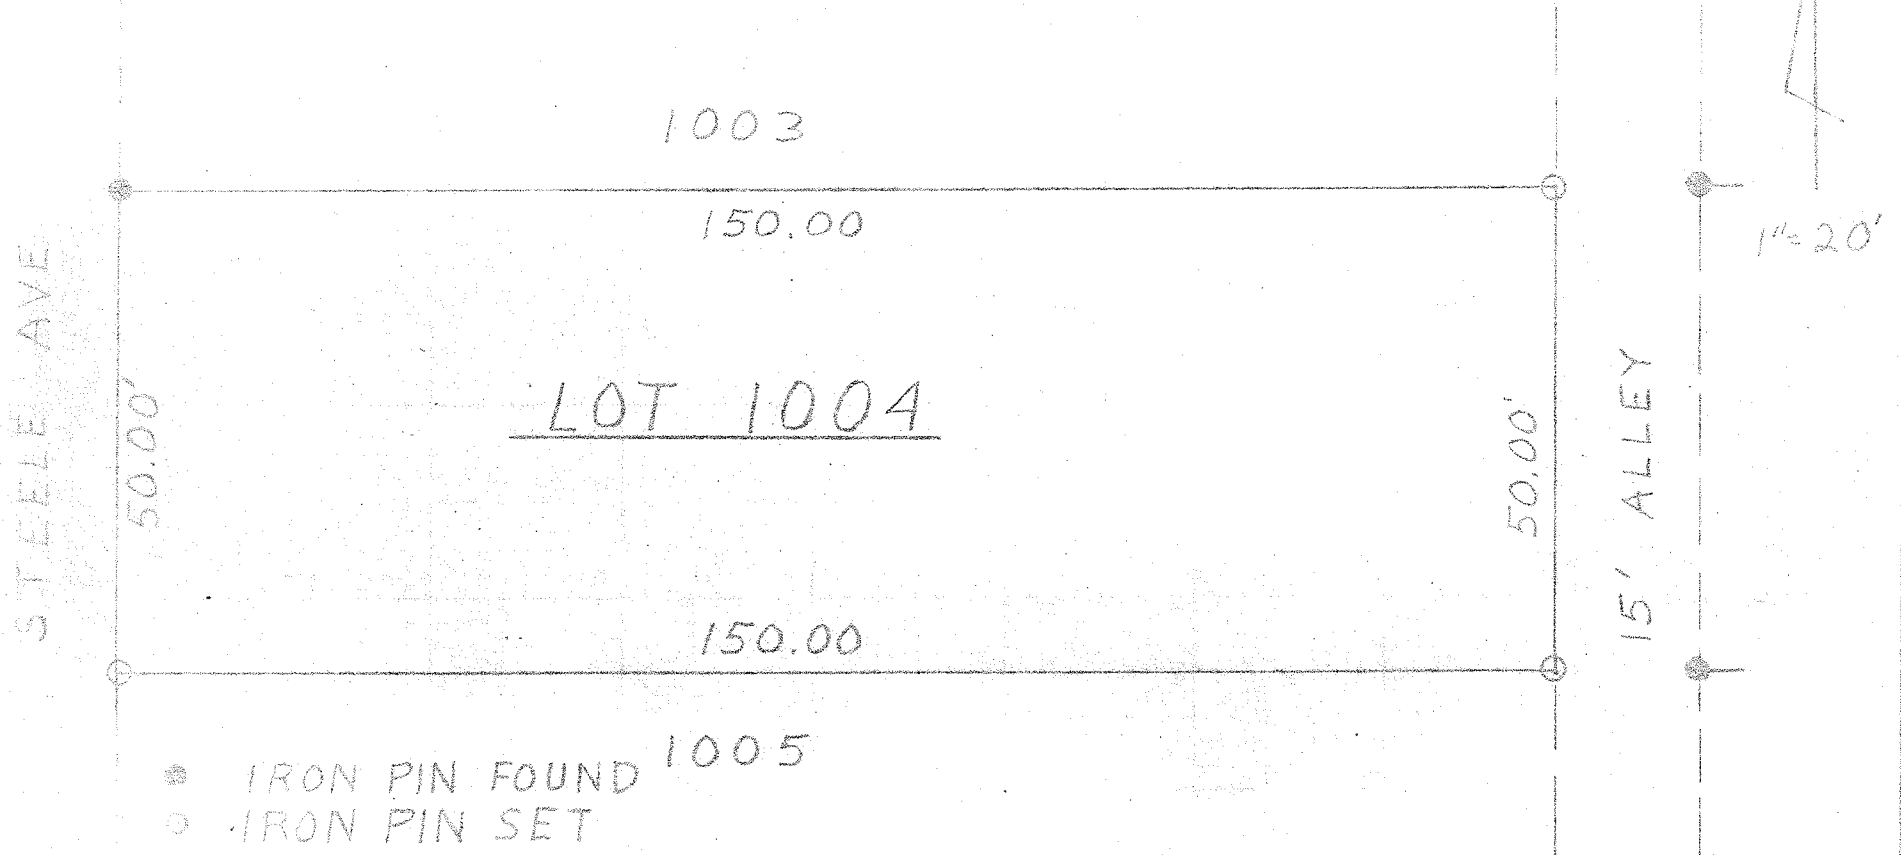 1003
150.00
1"=20'
STEELE AVE
50.00'
LOT 1004
50.00'
15' ALLEY
150.00
1005
IRON PIN FOUND
IRON PIN SET